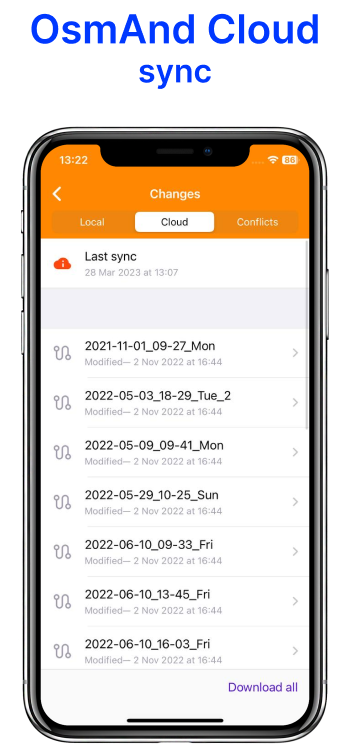 OsmAnd Cloud
sync
13:22
86
Changes
Local
Cloud
Conflicts
Last sync
28 Mar 2023 at 13:07
2021-11-01_09-27_Mon
Modified— 2 Nov 2022 at 16:44
2022-05-03_18-29_Tue_2
Modified— 2 Nov 2022 at 16:44
2022-05-09_09-41_Mon
Modified— 2 Nov 2022 at 16:44
2022-05-29_10-25_Sun
Modified— 2 Nov 2022 at 16:44
2022-06-10_09-33_Fri
Modified— 2 Nov 2022 at 16:44
2022-06-10_13-45_Fri
Modified— 2 Nov 2022 at 16:44
2022-06-10_16-03_Fri
Modified— 2 Nov 2022 at 16:44
Download all